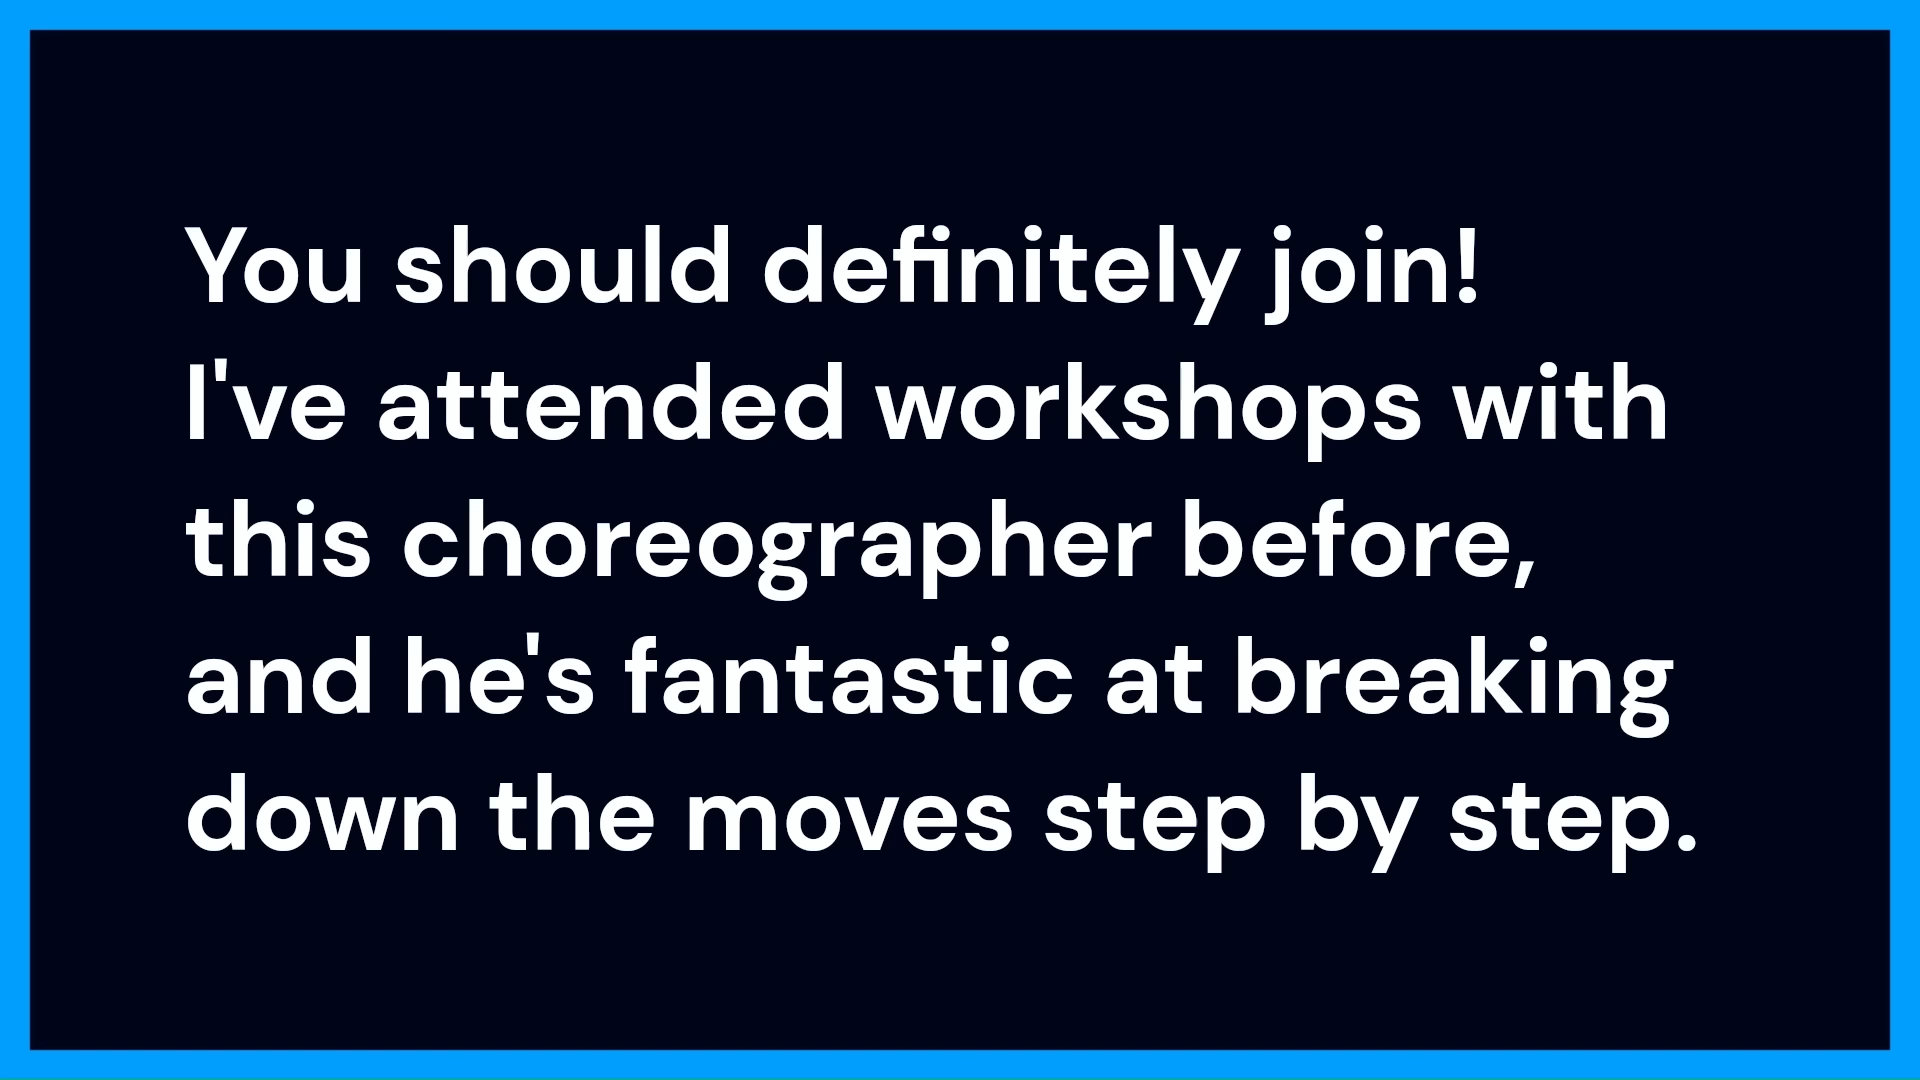 You should definitely join!
I've attended workshops with
this choreographer before,
and he's fantastic at breaking
down the moves step by step.